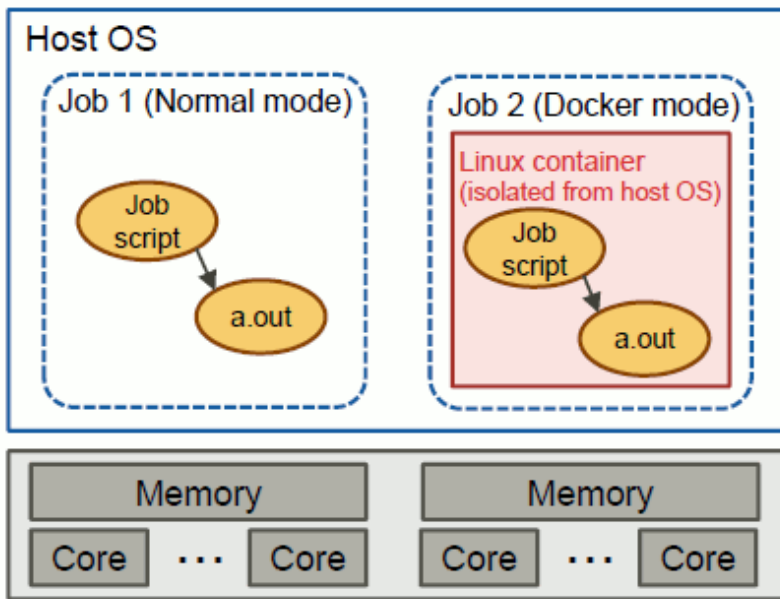 Host OS
Job 1 (Normal mode)
Job
script
a.out
Job 2 (Docker mode)
Linux container
(isolated from host OS)
Job
script
a.out
Memory
Core ··· Core
Memory
Core ··· Core